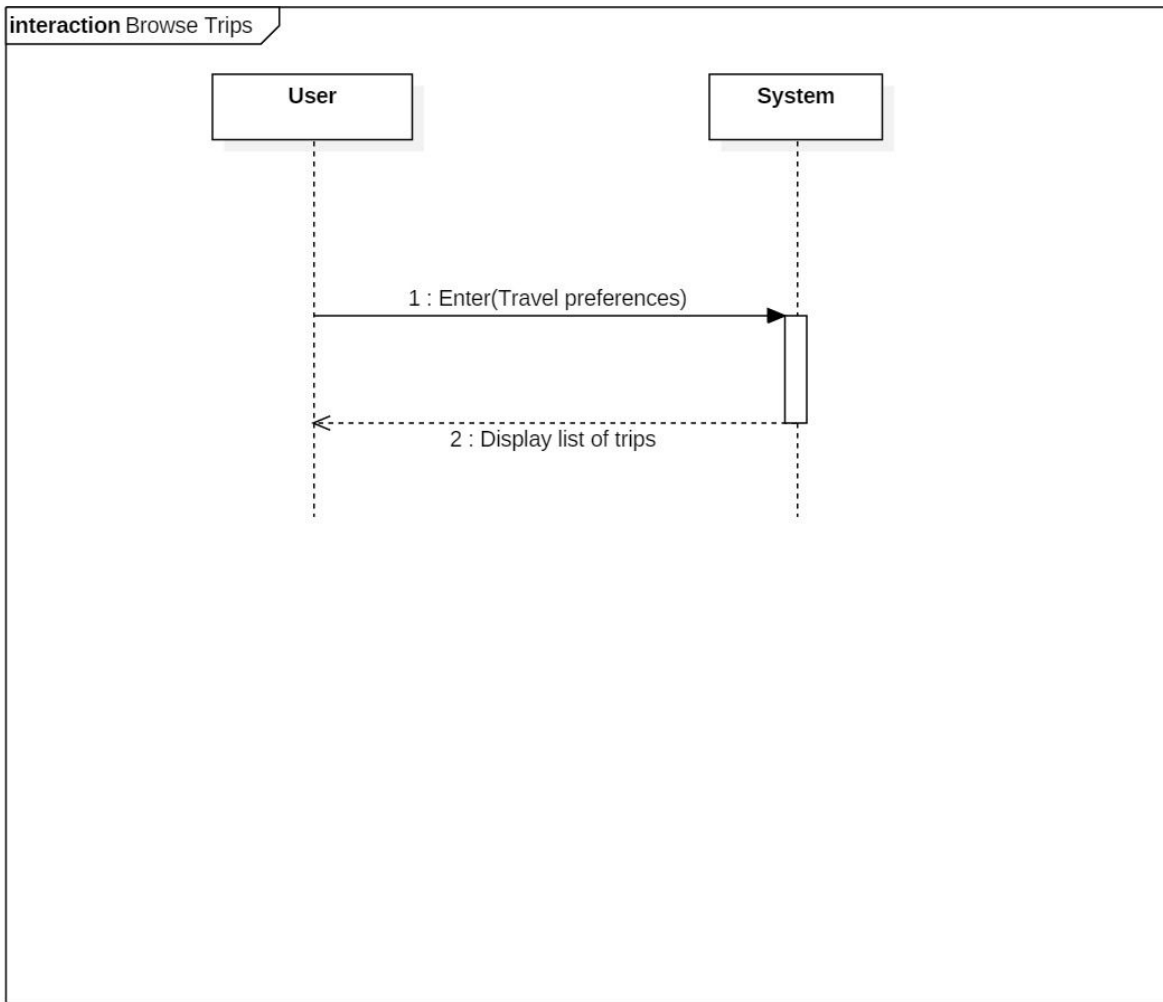 interaction Browse Trips
User
System
1 : Enter(Travel preferences)
2 : Display list of trips